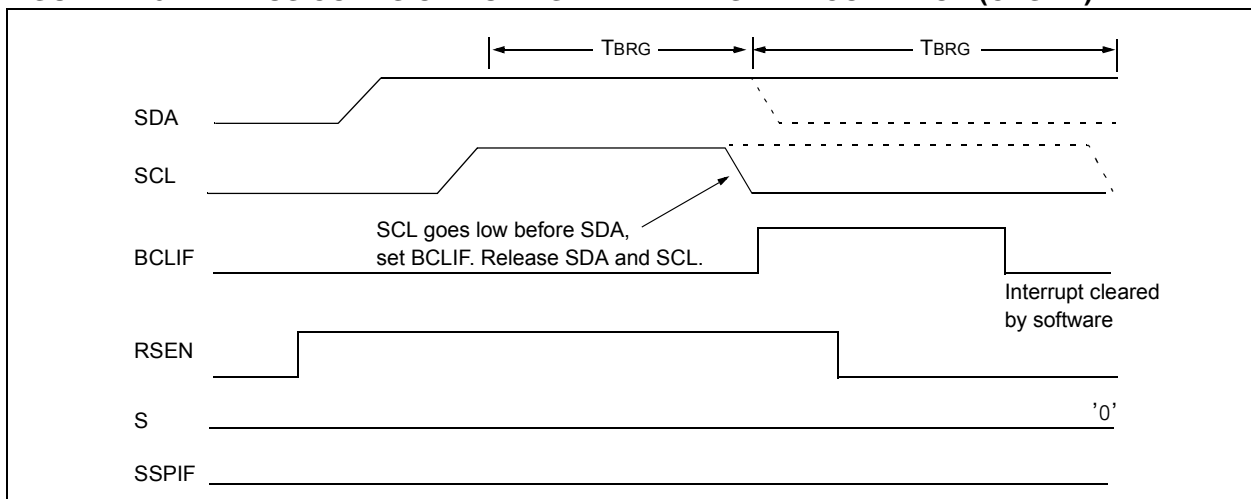 TBRG TBRG
SDA
SCL
SCL goes low before SDA,
set BCLIF. Release SDA and SCL.
BCLIF
Interrupt cleared
by software
RSEN
S '0'
SSPIF